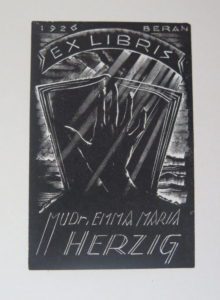 1926 BERAN
EX LIBRIS
MUDr. EMMA MARIA
HERZIG